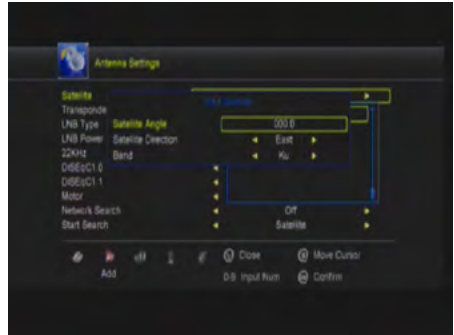 Antenna Settings
Satellite
Transponde
LNB Type
LNB Power
22KHz
DiSEqC1.0
DiSEqC1.1
Motor
Network Search Off
Start Search Satellite
Satellite Angle 000.0
Satellite Direction East
Band Ku
Close
Move Cursor
Add
0-9 Input Num
Confirm